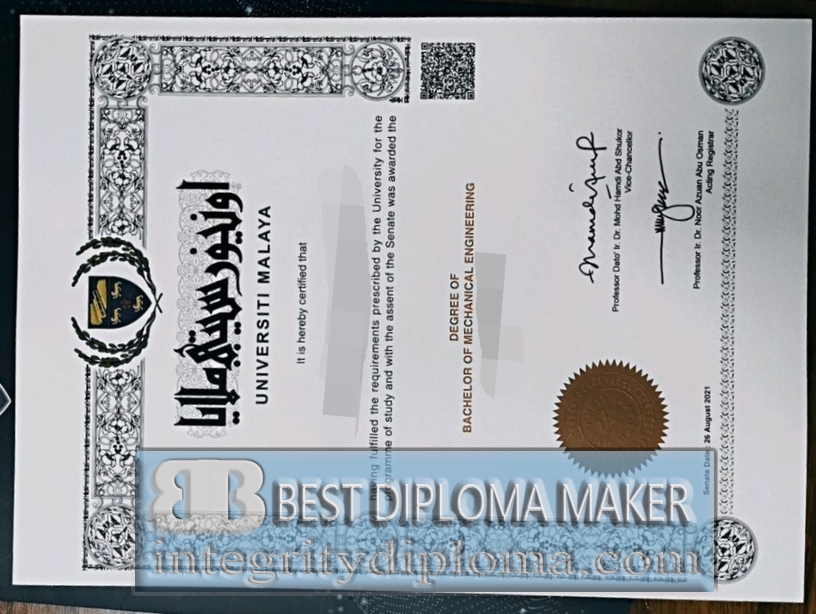 اونيۏرسيتي ملايا
UNIVERSITI MALAYA
It is hereby certified that
having fulfilled the requirements prescribed by the University for the
programme of study and with the assent of the Senate was awarded the
DEGREE OF
BACHELOR OF MECHANICAL ENGINEERING
Professor Dato' Ir. Dr. Mohd Hamdi Abd Shukor
Vice-Chancellor
Professor Ir. Dr. Noor Azuan Abu Osman
Acting Registrar
Senate Date: 26 August 2021
BEST DIPLOMA MAKER
integritydiploma.com